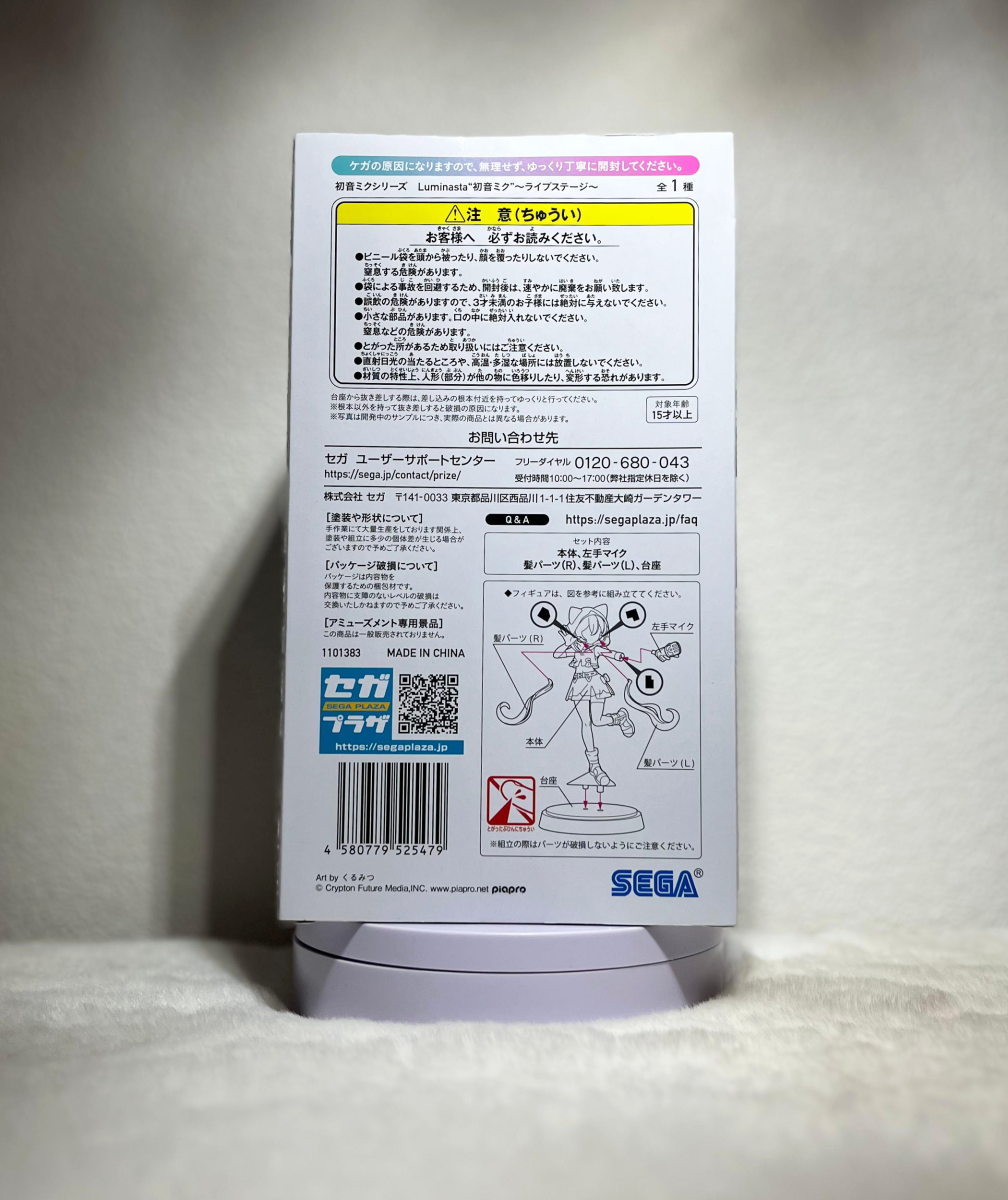 ケガの原因になりますので、無理せず、ゆっくり丁寧に開封してください。
初音ミクシリーズ Luminasta“初音ミク”〜ライブステージ〜 全1種
注 意(ちゅうい)
お客様へ 必ずお読みください。
●ビニール袋を頭から被ったり、顔を覆ったりしないでください。
窒息する危険があります。
●袋による事故を回避するため、開封後は、速やかに廃棄をお願い致します。
●誤飲の危険がありますので、3才未満のお子様には絶対に与えないでください。
●小さな部品があります。口の中に絶対入れないでください。
窒息などの危険があります。
●とがった所があるため取り扱いにはご注意ください。
●直射日光の当たるところや、高温・多湿な場所には放置しないでください。
●材質の特性上、人形(部分)が他の物に色移りしたり、変形する恐れがあります。
台座から抜き差しする際は、差し込みの根本付近を持ってゆっくりと行ってください。
※根本以外を持って抜き差しすると破損の原因になります。
※写真は開発中のサンプルにつき、実際の商品とは異なる場合があります。
対象年齢
15才以上
お問い合わせ先
セガ ユーザーサポートセンター フリーダイヤル 0120-680-043
https://sega.jp/contact/prize/ 受付時間10:00〜17:00(弊社指定休日を除く)
株式会社 セガ 〒141-0033 東京都品川区西品川1-1-1住友不動産大崎ガーデンタワー
[塗装や形状について]
手作業にて大量生産をしております関係上、
塗装や組立に多少の個体差が生じる場合が
ございますので予めご了承ください。
[パッケージ破損について]
パッケージは内容物を
保護するための梱包材です。
内容物に支障のないレベルの破損は
交換いたしかねますので予めご了承ください。
[アミューズメント専用景品]
この商品は一般販売されておりません。
1101383 MADE IN CHINA
セガ
SEGA PLAZA
プラザ
https://segaplaza.jp
4 580779 525479
Art by くるみつ
© Crypton Future Media,INC. www.piapro.net piapro
Q&A https://segaplaza.jp/faq
セット内容
本体、左手マイク
髪パーツ(R)、髪パーツ(L)、台座
◆フィギュアは、図を参考に組み立ててください。
髪パーツ(R)
左手マイク
本体
髪パーツ(L)
台座
とがったぶひんにちゅうい
※組立の際はパーツが破損しないようにご注意ください。
SEGA®